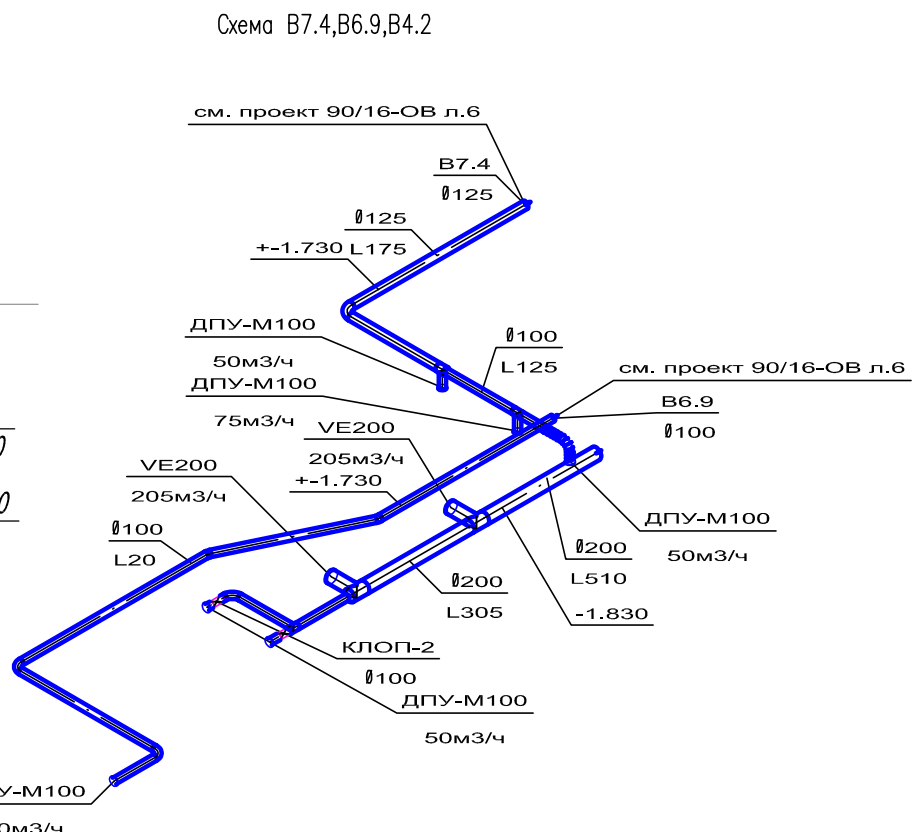 Схема В7.4,В6.9,В4.2
см. проект 90/16-ОВ л.6
В7.4
Ø125
Ø125
+-1.730 L175
ДПУ-М100
50м3/ч
Ø100
L125
ДПУ-М100
75м3/ч
см. проект 90/16-ОВ л.6
В6.9
Ø100
VE200
205м3/ч
VE200
205м3/ч
+-1.730
Ø100
L20
ДПУ-М100
50м3/ч
Ø200
L510
Ø200
L305
-1.830
КЛОП-2
Ø100
ДПУ-М100
50м3/ч
У-М100
0м3/ч